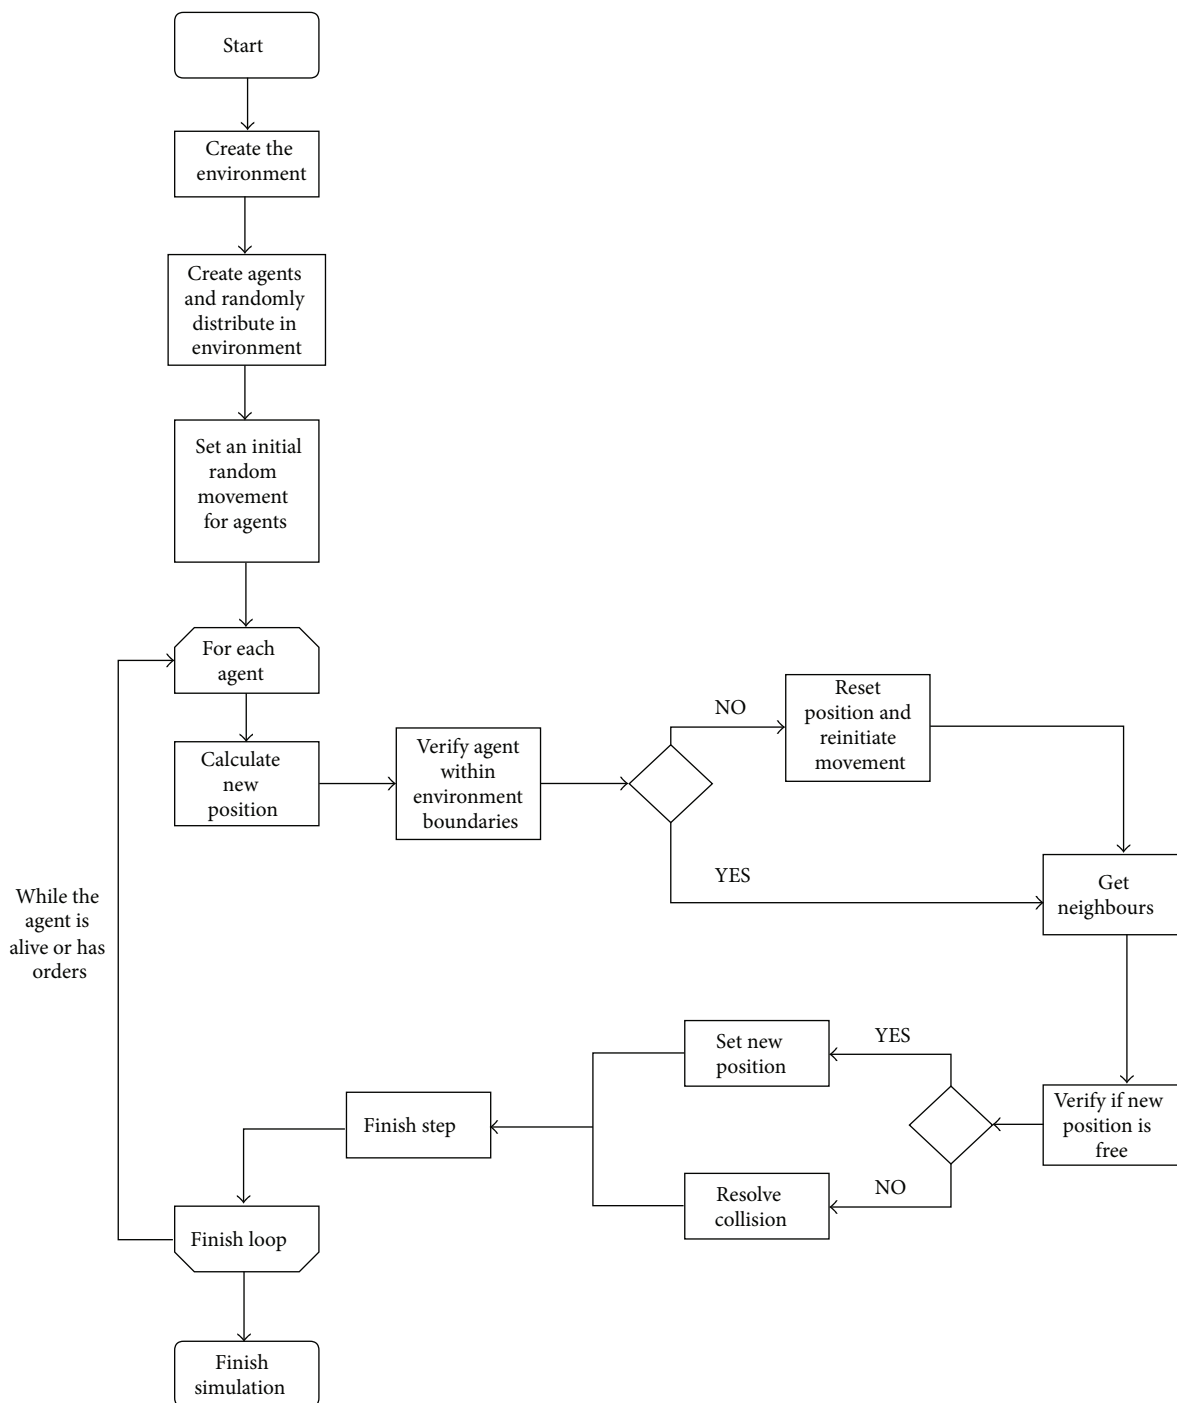 Start
Create the
environment
Create agents
and randomly
distribute in
environment
Set an initial
random
movement
for agents
For each
agent
Calculate
new
position
Verify agent
within
environment
boundaries
NO
Reset
position and
reinitiate
movement
YES
Get
neighbours
While the
agent is
alive or has
orders
Verify if new
position is
free
YES
Set new
position
NO
Resolve
collision
Finish step
Finish loop
Finish
simulation